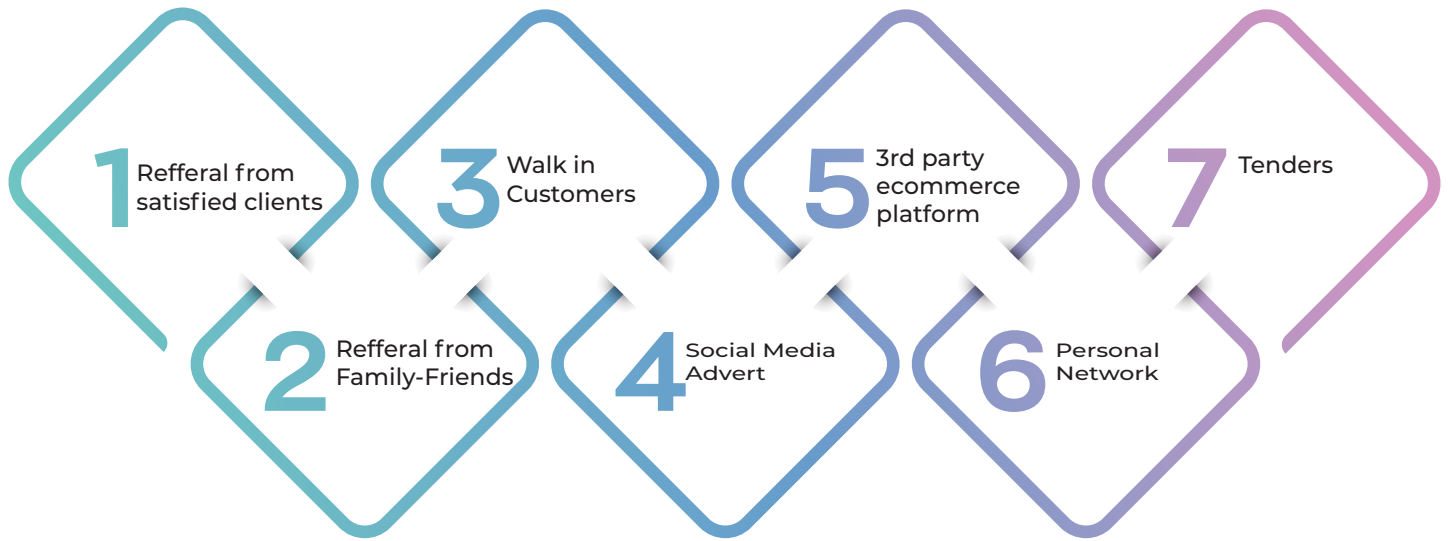 1
Refferal from
satisfied clients
2
Refferal from
Family-Friends
3
Walk in
Customers
4
Social Media
Advert
5
3rd party
ecommerce
platform
6
Personal
Network
7
Tenders